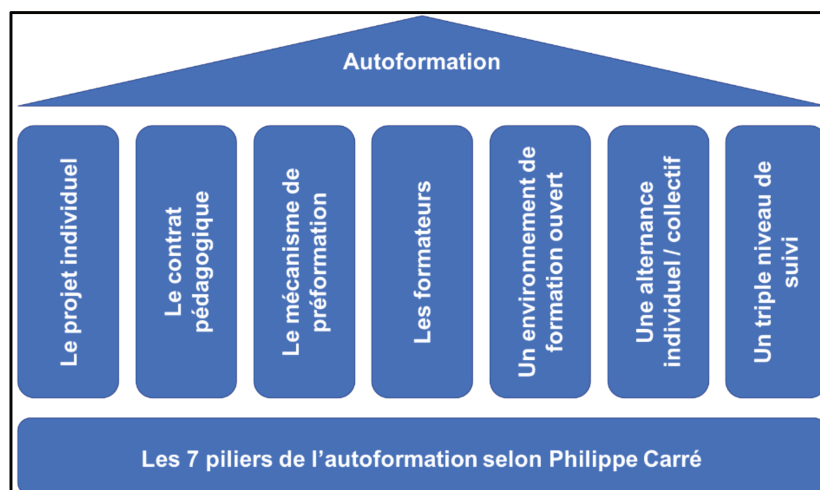 Autoformation
Le projet individuel
Le contrat
pédagogique
Le mécanisme de
préformation
Les formateurs
Un environnement de
formation ouvert
Une alternance
individuel / collectif
Un triple niveau de
suivi
Les 7 piliers de l’autoformation selon Philippe Carré